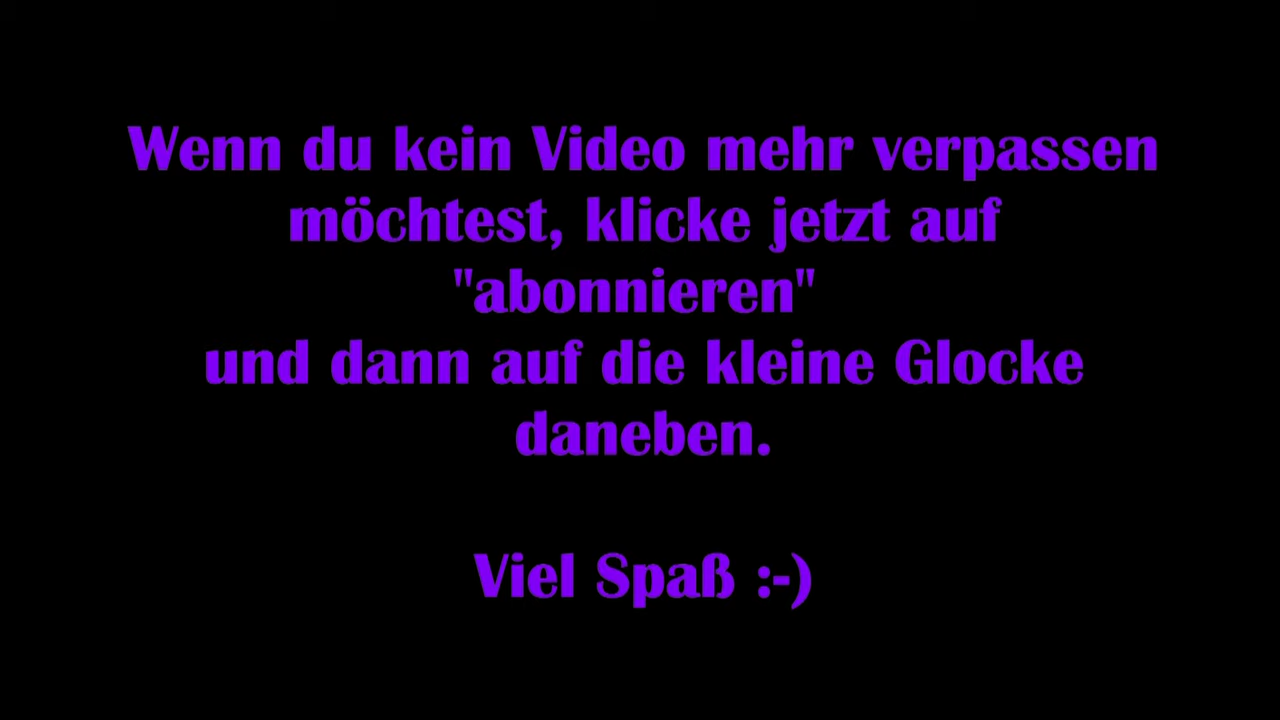 Wenn du kein Video mehr verpassen
möchtest, klicke jetzt auf
"abonnieren"
und dann auf die kleine Glocke
daneben.
Viel Spaß :-)